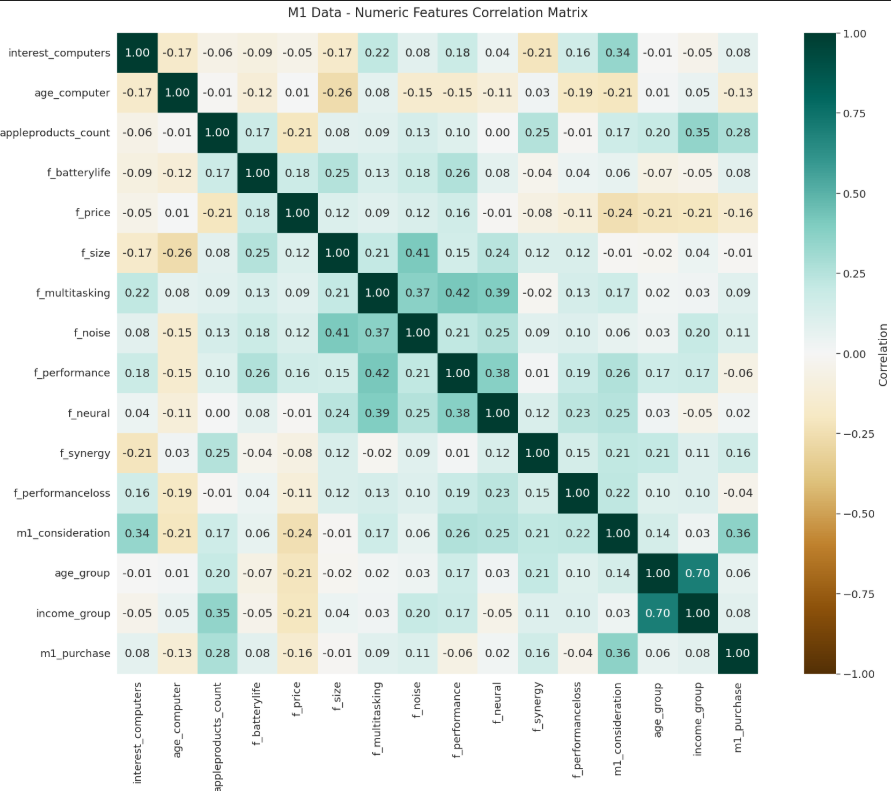 M1 Data - Numeric Features Correlation Matrix
interest_computers 1.00 -0.17 -0.06 -0.09 -0.05 -0.17 0.22 0.08 0.18 0.04 -0.21 0.16 0.34 -0.01 -0.05 0.08
age_computer -0.17 1.00 -0.01 -0.12 0.01 -0.26 0.08 -0.15 -0.15 -0.11 0.03 -0.19 -0.21 0.01 0.05 -0.13
appleproducts_count -0.06 -0.01 1.00 0.17 -0.21 0.08 0.09 0.13 0.10 0.00 0.25 -0.01 0.17 0.20 0.35 0.28
f_batterylife -0.09 -0.12 0.17 1.00 0.18 0.25 0.13 0.18 0.26 0.08 -0.04 0.04 0.06 -0.07 -0.05 0.08
f_price -0.05 0.01 -0.21 0.18 1.00 0.12 0.09 0.12 0.16 -0.01 -0.08 -0.11 -0.24 -0.21 -0.21 -0.16
f_size -0.17 -0.26 0.08 0.25 0.12 1.00 0.21 0.41 0.15 0.24 0.12 0.12 -0.01 -0.02 0.04 -0.01
f_multitasking 0.22 0.08 0.09 0.13 0.09 0.21 1.00 0.37 0.42 0.39 -0.02 0.13 0.17 0.02 0.03 0.09
f_noise 0.08 -0.15 0.13 0.18 0.12 0.41 0.37 1.00 0.21 0.25 0.09 0.10 0.06 0.03 0.20 0.11
f_performance 0.18 -0.15 0.10 0.26 0.16 0.15 0.42 0.21 1.00 0.38 0.01 0.19 0.26 0.17 0.17 -0.06
f_neural 0.04 -0.11 0.00 0.08 -0.01 0.24 0.39 0.25 0.38 1.00 0.12 0.23 0.25 0.03 -0.05 0.02
f_synergy -0.21 0.03 0.25 -0.04 -0.08 0.12 -0.02 0.09 0.01 0.12 1.00 0.15 0.21 0.21 0.11 0.16
f_performanceloss 0.16 -0.19 -0.01 0.04 -0.11 0.12 0.13 0.10 0.19 0.23 0.15 1.00 0.22 0.10 0.10 -0.04
m1_consideration 0.34 -0.21 0.17 0.06 -0.24 -0.01 0.17 0.06 0.26 0.25 0.21 0.22 1.00 0.14 0.03 0.36
age_group -0.01 0.01 0.20 -0.07 -0.21 -0.02 0.02 0.03 0.17 0.03 0.21 0.10 0.14 1.00 0.70 0.06
income_group -0.05 0.05 0.35 -0.05 -0.21 0.04 0.03 0.20 0.17 -0.05 0.11 0.10 0.03 0.70 1.00 0.08
m1_purchase 0.08 -0.13 0.28 0.08 -0.16 -0.01 0.09 0.11 -0.06 0.02 0.16 -0.04 0.36 0.06 0.08 1.00
interest_computers
age_computer
appleproducts_count
f_batterylife
f_price
f_size
f_multitasking
f_noise
f_performance
f_neural
f_synergy
f_performanceloss
m1_consideration
age_group
income_group
m1_purchase
1.00
0.75
0.50
0.25
0.00
−0.25
−0.50
−0.75
−1.00
Correlation